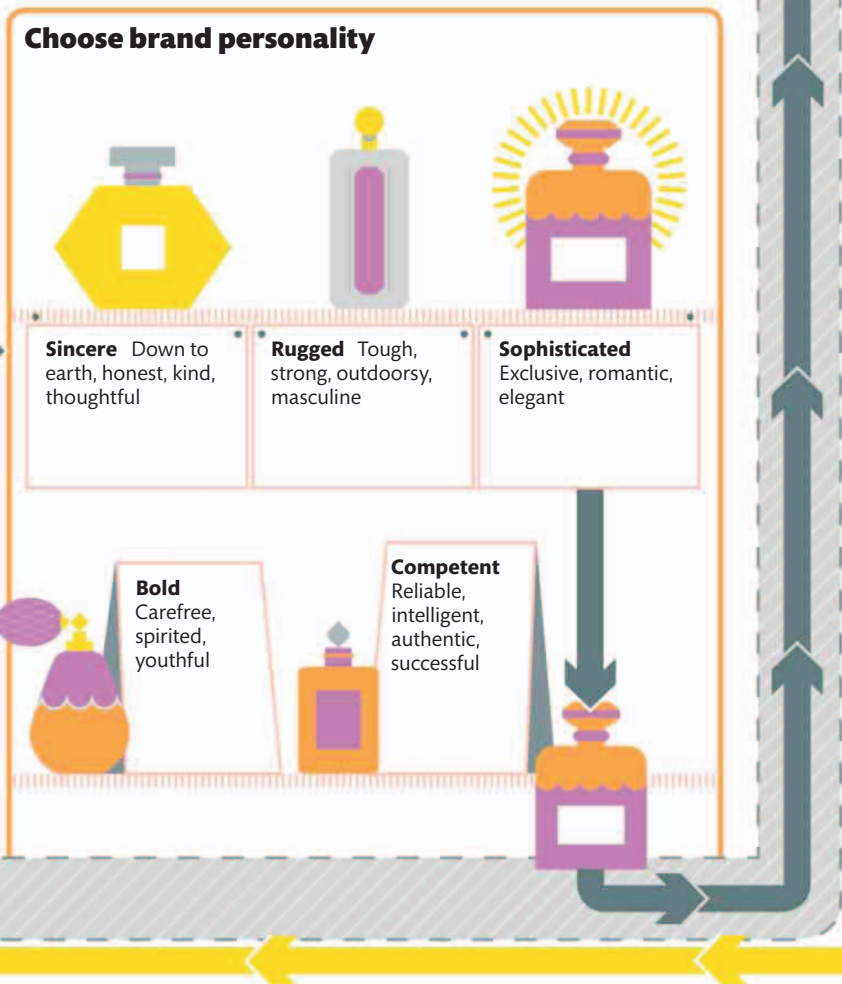 Choose brand personality
Sincere Down to
earth, honest, kind,
thoughtful
Rugged Tough,
strong, outdoorsy,
masculine
Sophisticated
Exclusive, romantic,
elegant
Bold
Carefree,
spirited,
youthful
Competent
Reliable,
intelligent,
authentic,
successful